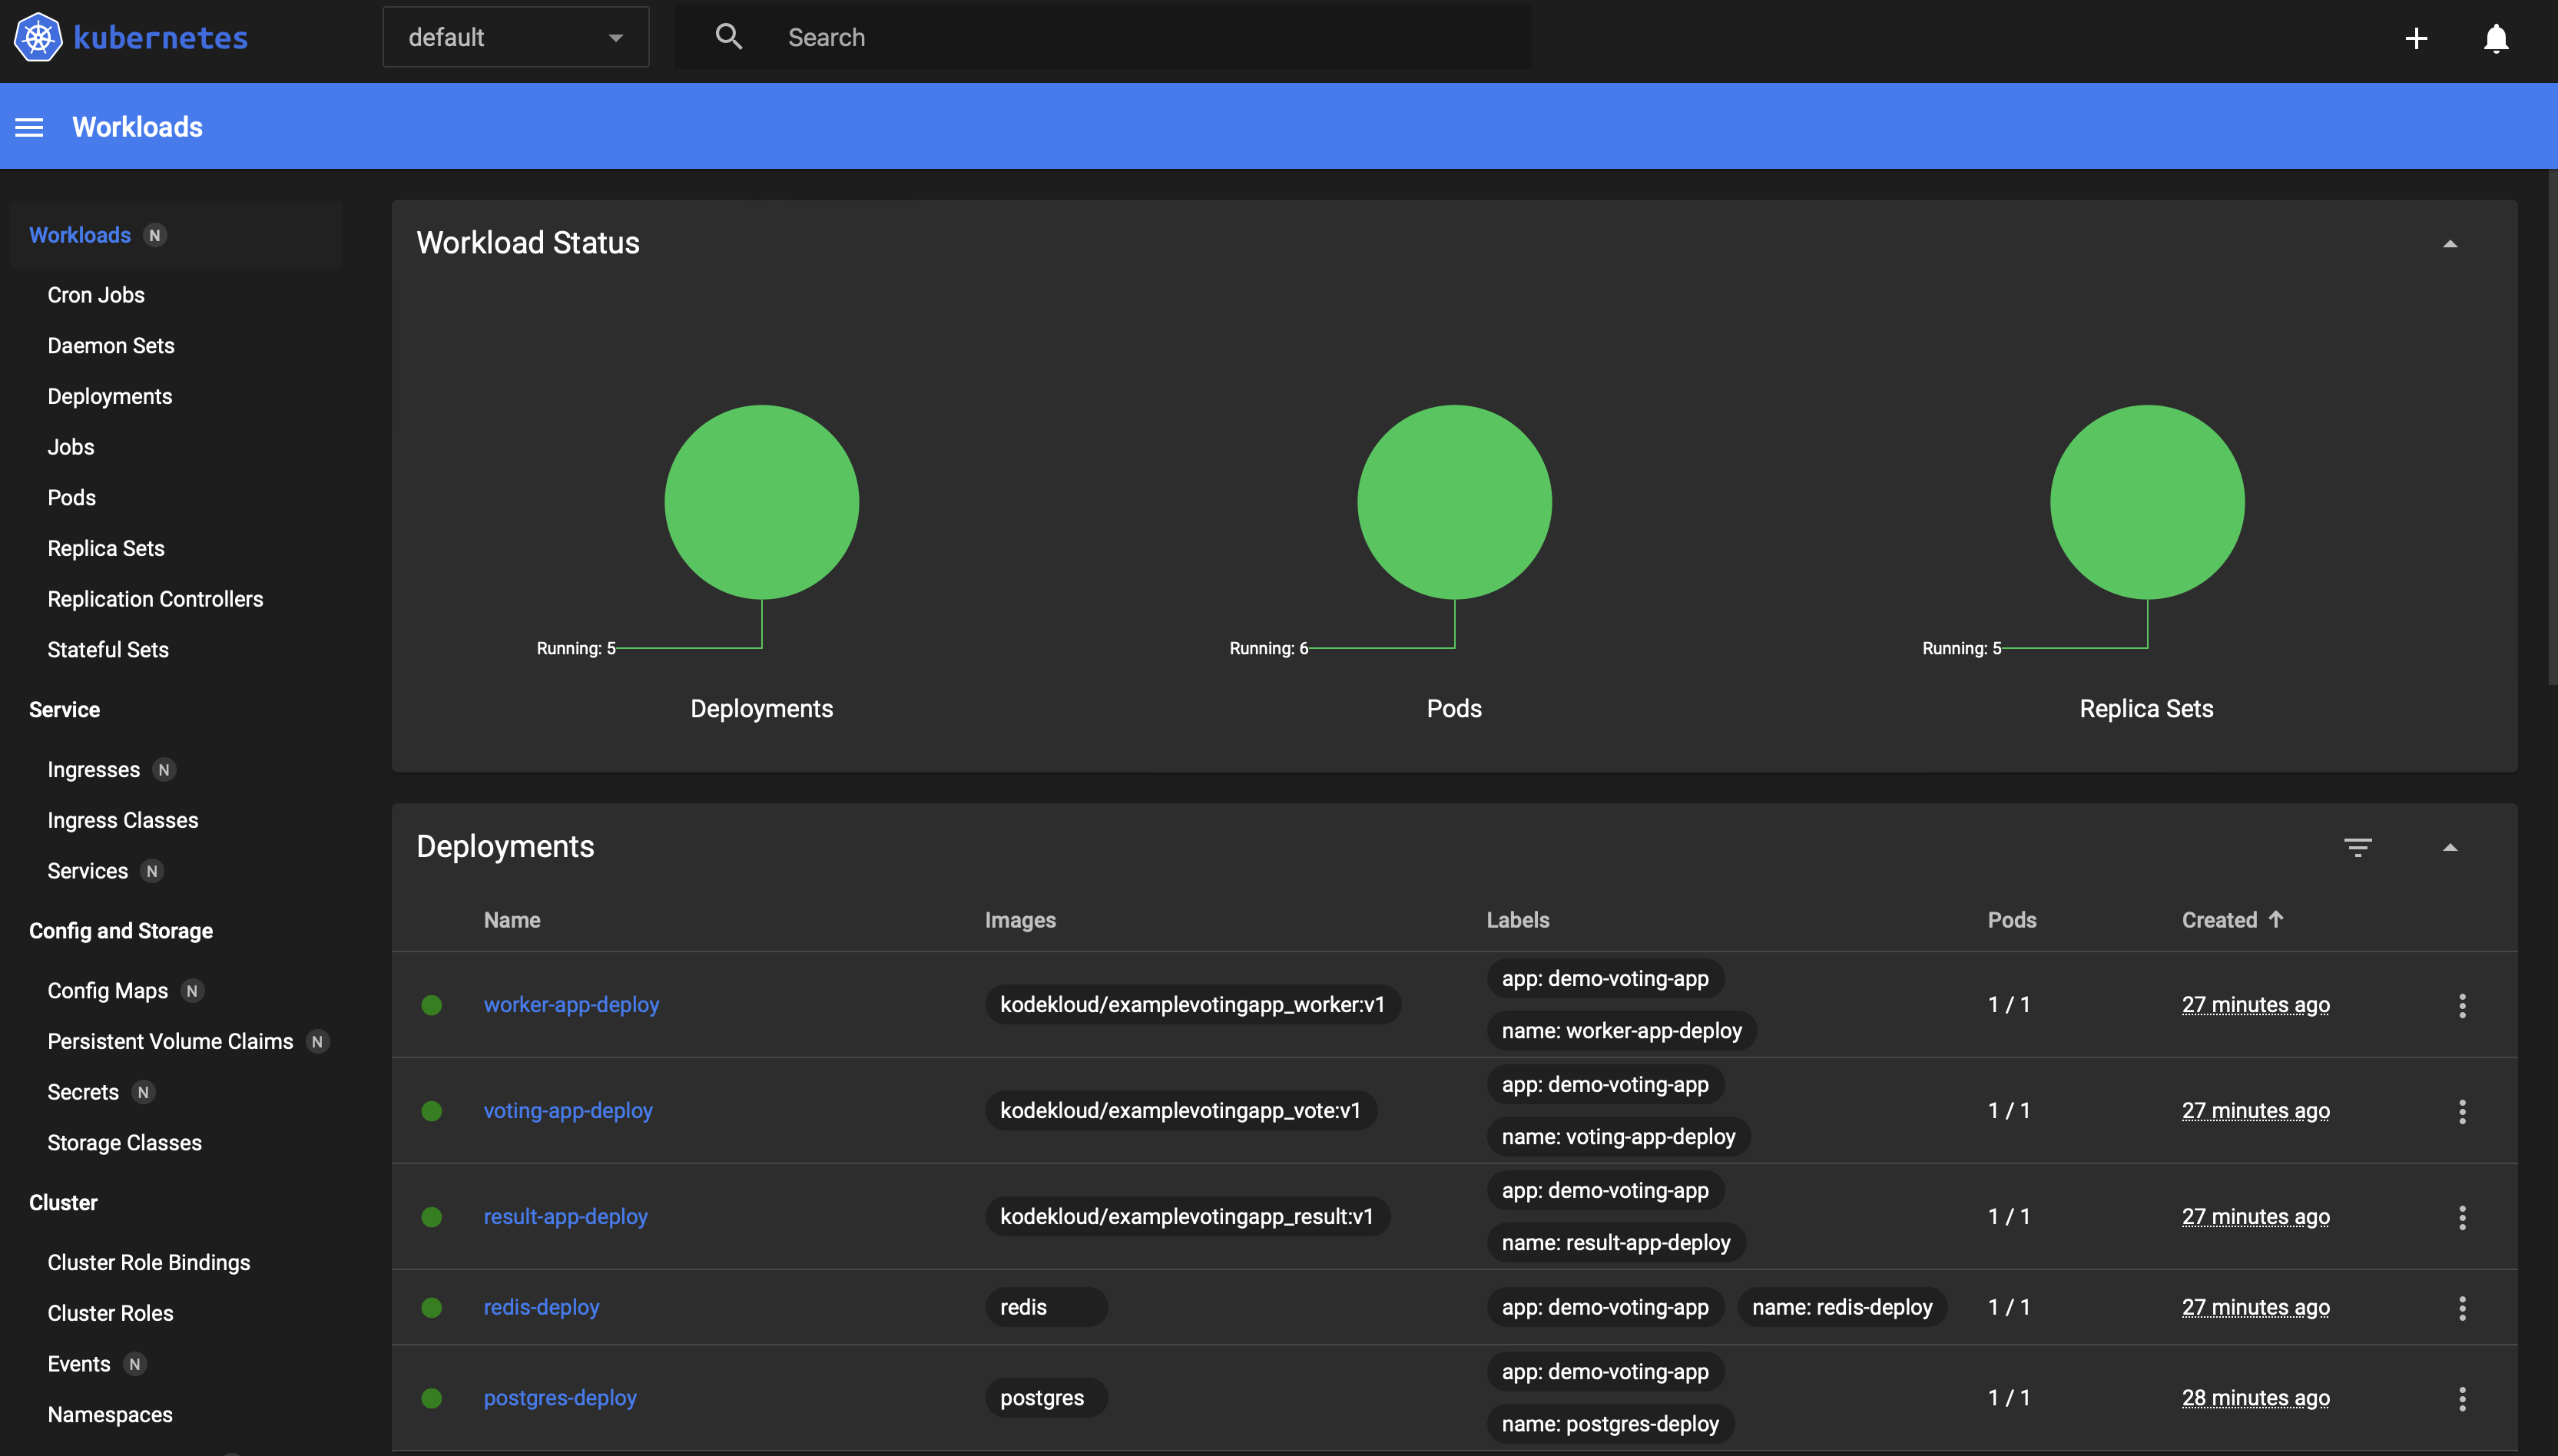 kubernetes
default
Search
Workloads
Workloads N
Cron Jobs
Daemon Sets
Deployments
Jobs
Pods
Replica Sets
Replication Controllers
Stateful Sets
Service
Ingresses N
Ingress Classes
Services N
Config and Storage
Config Maps N
Persistent Volume Claims N
Secrets N
Storage Classes
Cluster
Cluster Role Bindings
Cluster Roles
Events N
Namespaces
Workload Status
Running: 5
Deployments
Running: 6
Pods
Running: 5
Replica Sets
Deployments
Name Images Labels Pods Created
worker-app-deploy kodekloud/examplevotingapp_worker:v1 app: demo-voting-app 1 / 1 27 minutes ago
name: worker-app-deploy
voting-app-deploy kodekloud/examplevotingapp_vote:v1 app: demo-voting-app 1 / 1 27 minutes ago
name: voting-app-deploy
result-app-deploy kodekloud/examplevotingapp_result:v1 app: demo-voting-app 1 / 1 27 minutes ago
name: result-app-deploy
redis-deploy redis app: demo-voting-app name: redis-deploy 1 / 1 27 minutes ago
postgres-deploy postgres app: demo-voting-app 1 / 1 28 minutes ago
name: postgres-deploy